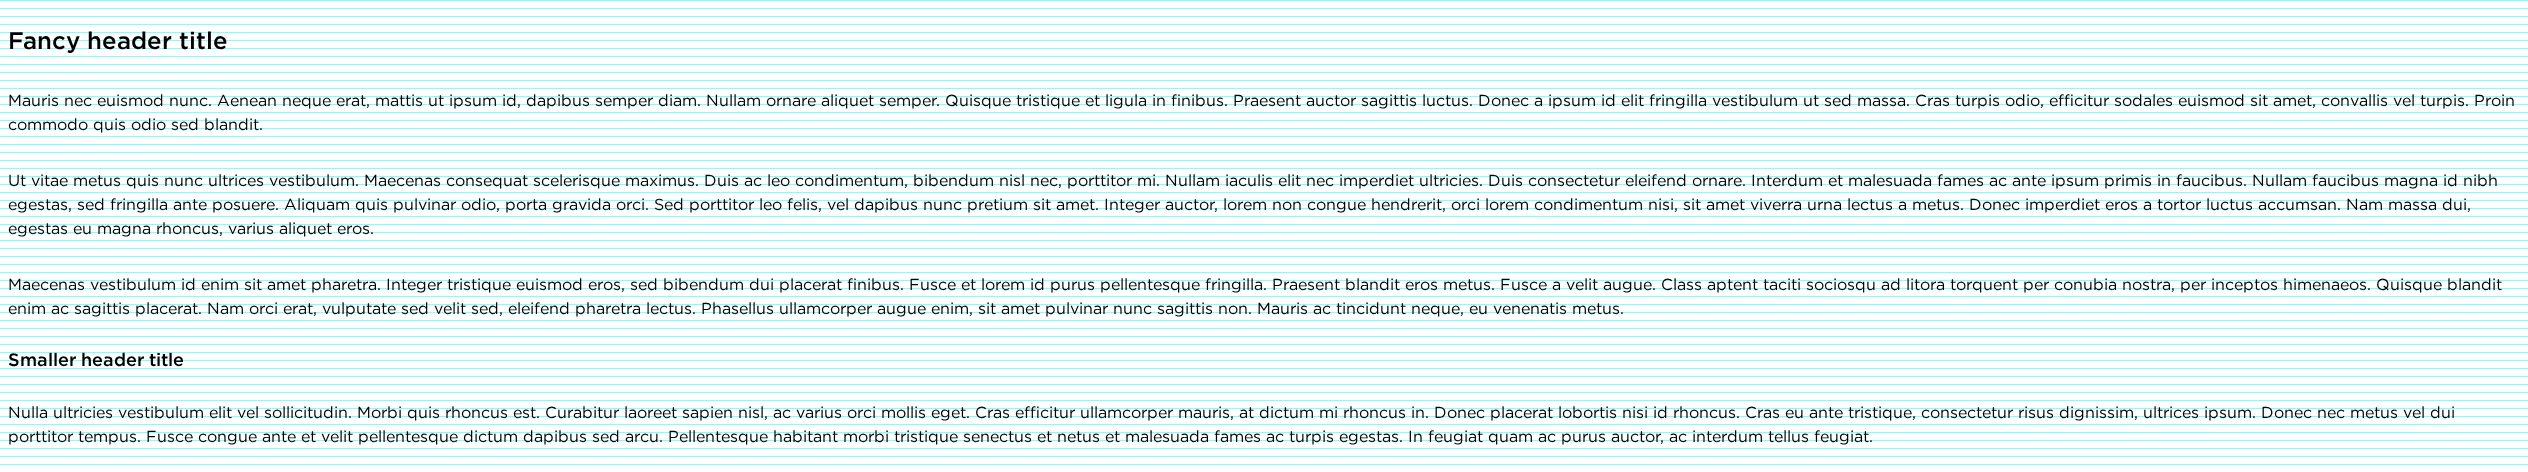 Fancy header title
Mauris nec euismod nunc. Aenean neque erat, mattis ut ipsum id, dapibus semper diam. Nullam ornare aliquet semper. Quisque tristique et ligula in finibus. Praesent auctor sagittis luctus. Donec a ipsum id elit fringilla vestibulum ut sed massa. Cras turpis odio, efficitur sodales euismod sit amet, convallis vel turpis. Proin
commodo quis odio sed blandit.
Ut vitae metus quis nunc ultrices vestibulum. Maecenas consequat scelerisque maximus. Duis ac leo condimentum, bibendum nisl nec, porttitor mi. Nullam iaculis elit nec imperdiet ultricies. Duis consectetur eleifend ornare. Interdum et malesuada fames ac ante ipsum primis in faucibus. Nullam faucibus magna id nibh
egestas, sed fringilla ante posuere. Aliquam quis pulvinar odio, porta gravida orci. Sed porttitor leo felis, vel dapibus nunc pretium sit amet. Integer auctor, lorem non congue hendrerit, orci lorem condimentum nisi, sit amet viverra urna lectus a metus. Donec imperdiet eros a tortor luctus accumsan. Nam massa dui,
egestas eu magna rhoncus, varius aliquet eros.
Maecenas vestibulum id enim sit amet pharetra. Integer tristique euismod eros, sed bibendum dui placerat finibus. Fusce et lorem id purus pellentesque fringilla. Praesent blandit eros metus. Fusce a velit augue. Class aptent taciti sociosqu ad litora torquent per conubia nostra, per inceptos himenaeos. Quisque blandit
enim ac sagittis placerat. Nam orci erat, vulputate sed velit sed, eleifend pharetra lectus. Phasellus ullamcorper augue enim, sit amet pulvinar nunc sagittis non. Mauris ac tincidunt neque, eu venenatis metus.
Smaller header title
Nulla ultricies vestibulum elit vel sollicitudin. Morbi quis rhoncus est. Curabitur laoreet sapien nisl, ac varius orci mollis eget. Cras efficitur ullamcorper mauris, at dictum mi rhoncus in. Donec placerat lobortis nisi id rhoncus. Cras eu ante tristique, consectetur risus dignissim, ultrices ipsum. Donec nec metus vel dui
porttitor tempus. Fusce congue ante et velit pellentesque dictum dapibus sed arcu. Pellentesque habitant morbi tristique senectus et netus et malesuada fames ac turpis egestas. In feugiat quam ac purus auctor, ac interdum tellus feugiat.